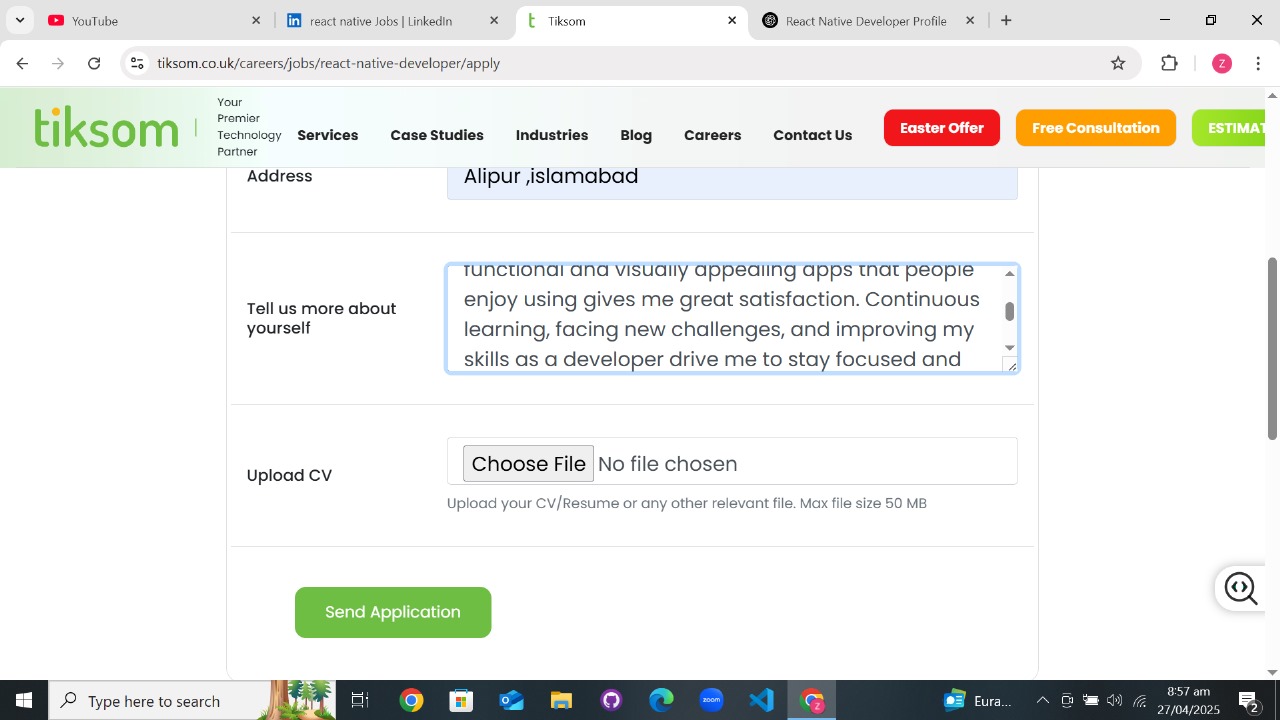 YouTube
react native Jobs | LinkedIn
Tiksom
React Native Developer Profile
tiksom.co.uk/careers/jobs/react-native-developer/apply
Z
tiksom
Your
Premier
Technology
Partner
Services
Case Studies
Industries
Blog
Careers
Contact Us
Easter Offer
Free Consultation
ESTIMAT
Address
Alipur ,islamabad
Tell us more about
yourself
functional and visually appealing apps that people
enjoy using gives me great satisfaction. Continuous
learning, facing new challenges, and improving my
skills as a developer drive me to stay focused and
Upload CV
Choose File No file chosen
Upload your CV/Resume or any other relevant file. Max file size 50 MB
Send Application
Type here to search
zoom
Eura...
8:57 am
27/04/2025
2